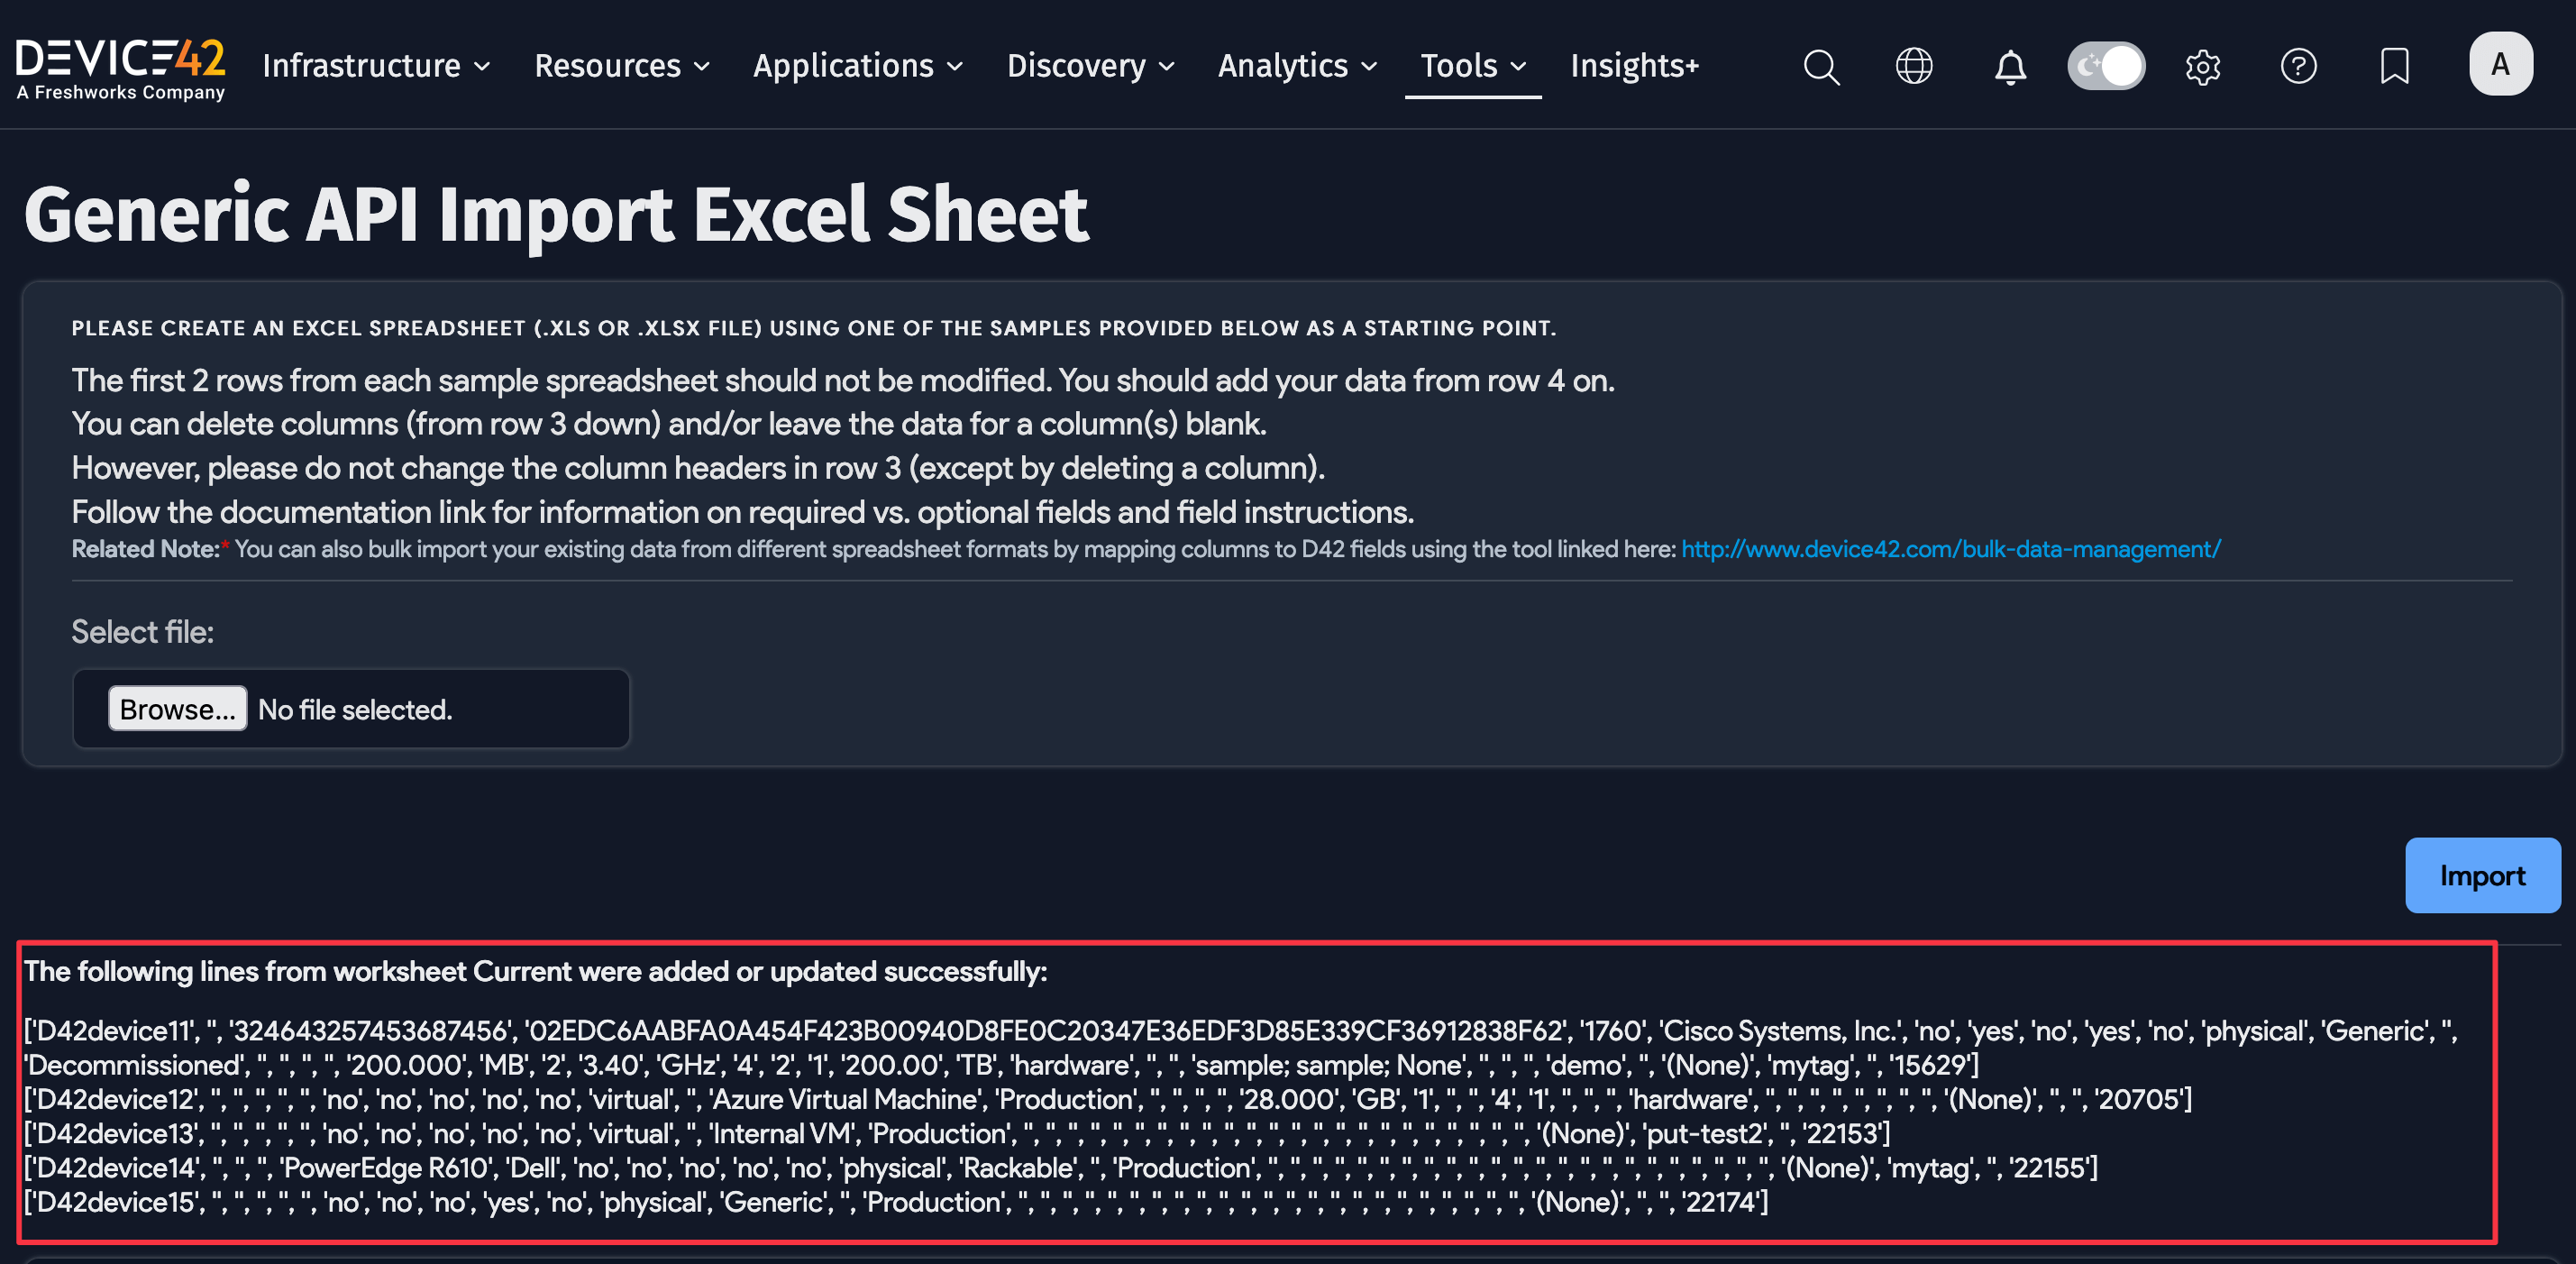 DEVICE42
A Freshworks Company
Infrastructure
Resources
Applications
Discovery
Analytics
Tools
Insights+
A
Generic API Import Excel Sheet
PLEASE CREATE AN EXCEL SPREADSHEET (.XLS OR .XLSX FILE) USING ONE OF THE SAMPLES PROVIDED BELOW AS A STARTING POINT.
The first 2 rows from each sample spreadsheet should not be modified. You should add your data from row 4 on.
You can delete columns (from row 3 down) and/or leave the data for a column(s) blank.
However, please do not change the column headers in row 3 (except by deleting a column).
Follow the documentation link for information on required vs. optional fields and field instructions.
Related Note:* You can also bulk import your existing data from different spreadsheet formats by mapping columns to D42 fields using the tool linked here: http://www.device42.com/bulk-data-management/
Select file:
Browse... No file selected.
Import
The following lines from worksheet Current were added or updated successfully:
['D42device11', '', '324643257453687456', '02EDC6AABFA0A454F423B00940D8FE0C20347E36EDF3D85E339CF36912838F62', '1760', 'Cisco Systems, Inc.', 'no', 'yes', 'no', 'yes', 'no', 'physical', 'Generic', '',
'Decommissioned', '', '', '', '', '200.000', 'MB', '2', '3.40', 'GHz', '4', '2', '1', '200.00', 'TB', 'hardware', '', '', 'sample; sample; None', '', '', '', 'demo', '', '(None)', 'mytag', '', '15629']
['D42device12', '', '', '', '', '', 'no', 'no', 'no', 'no', 'no', 'virtual', '', 'Azure Virtual Machine', 'Production', '', '', '', '', '28.000', 'GB', '1', '', '', '4', '1', '', '', '', 'hardware', '', '', '', '', '', '', '', '', '(None)', '', '', '20705']
['D42device13', '', '', '', '', '', 'no', 'no', 'no', 'no', 'no', 'virtual', '', 'Internal VM', 'Production', '', '', '', '', '', '', '', '', '', '', '', '', '', '', '', '', '', '', '', '', '', '', '', '(None)', 'put-test2', '', '22153']
['D42device14', '', '', '', 'PowerEdge R610', 'Dell', 'no', 'no', 'no', 'no', 'no', 'physical', 'Rackable', '', 'Production', '', '', '', '', '', '', '', '', '', '', '', '', '', '', '', '', '', '', '', '', '', '', '', '(None)', 'mytag', '', '22155']
['D42device15', '', '', '', '', '', 'no', 'no', 'no', 'yes', 'no', 'physical', 'Generic', '', 'Production', '', '', '', '', '', '', '', '', '', '', '', '', '', '', '', '', '', '', '', '', '', '', '', '(None)', '', '', '22174']